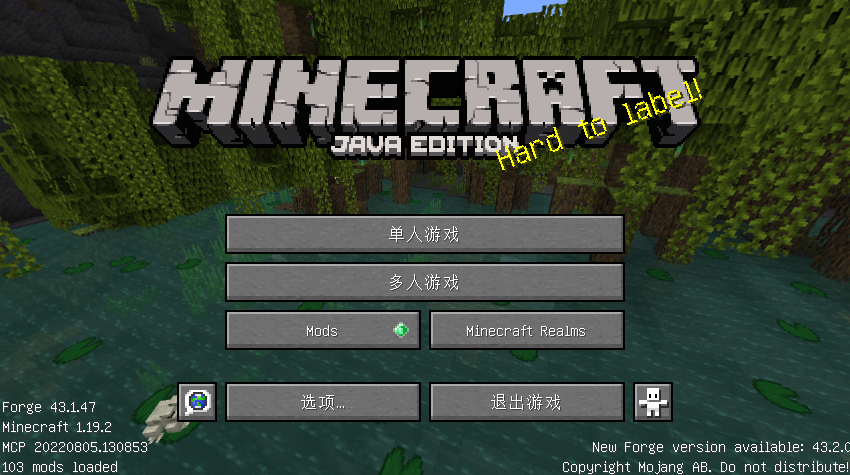 MINECRAFT
JAVA EDITION
Hard to label!
单人游戏
多人游戏
Mods
Minecraft Realms
选项...
退出游戏
Forge 43.1.47
Minecraft 1.19.2
MCP 20220805.130853
103 mods loaded
New Forge version available: 43.2.0
Copyright Mojang AB. Do not distribute!